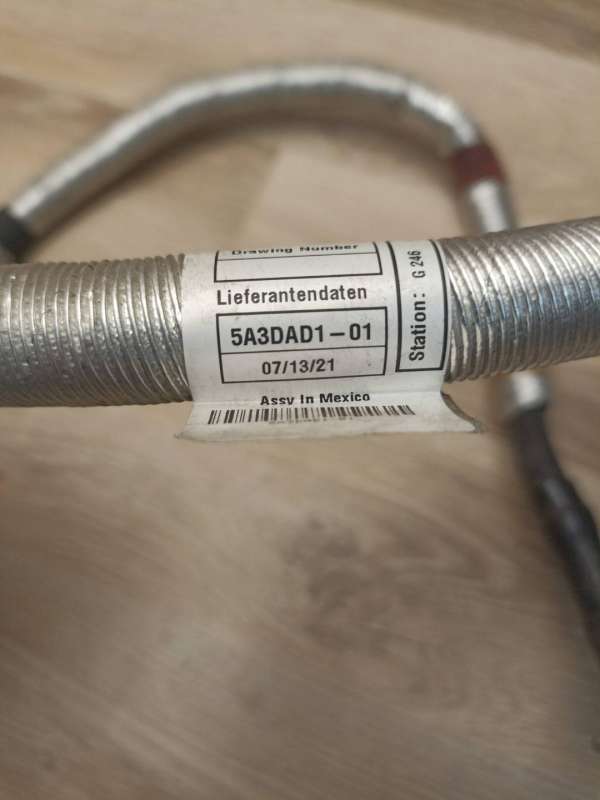 Drawing Number
Lieferantendaten
5A3DAD1-01
07/13/21
Assy In Mexico
Station: G 246